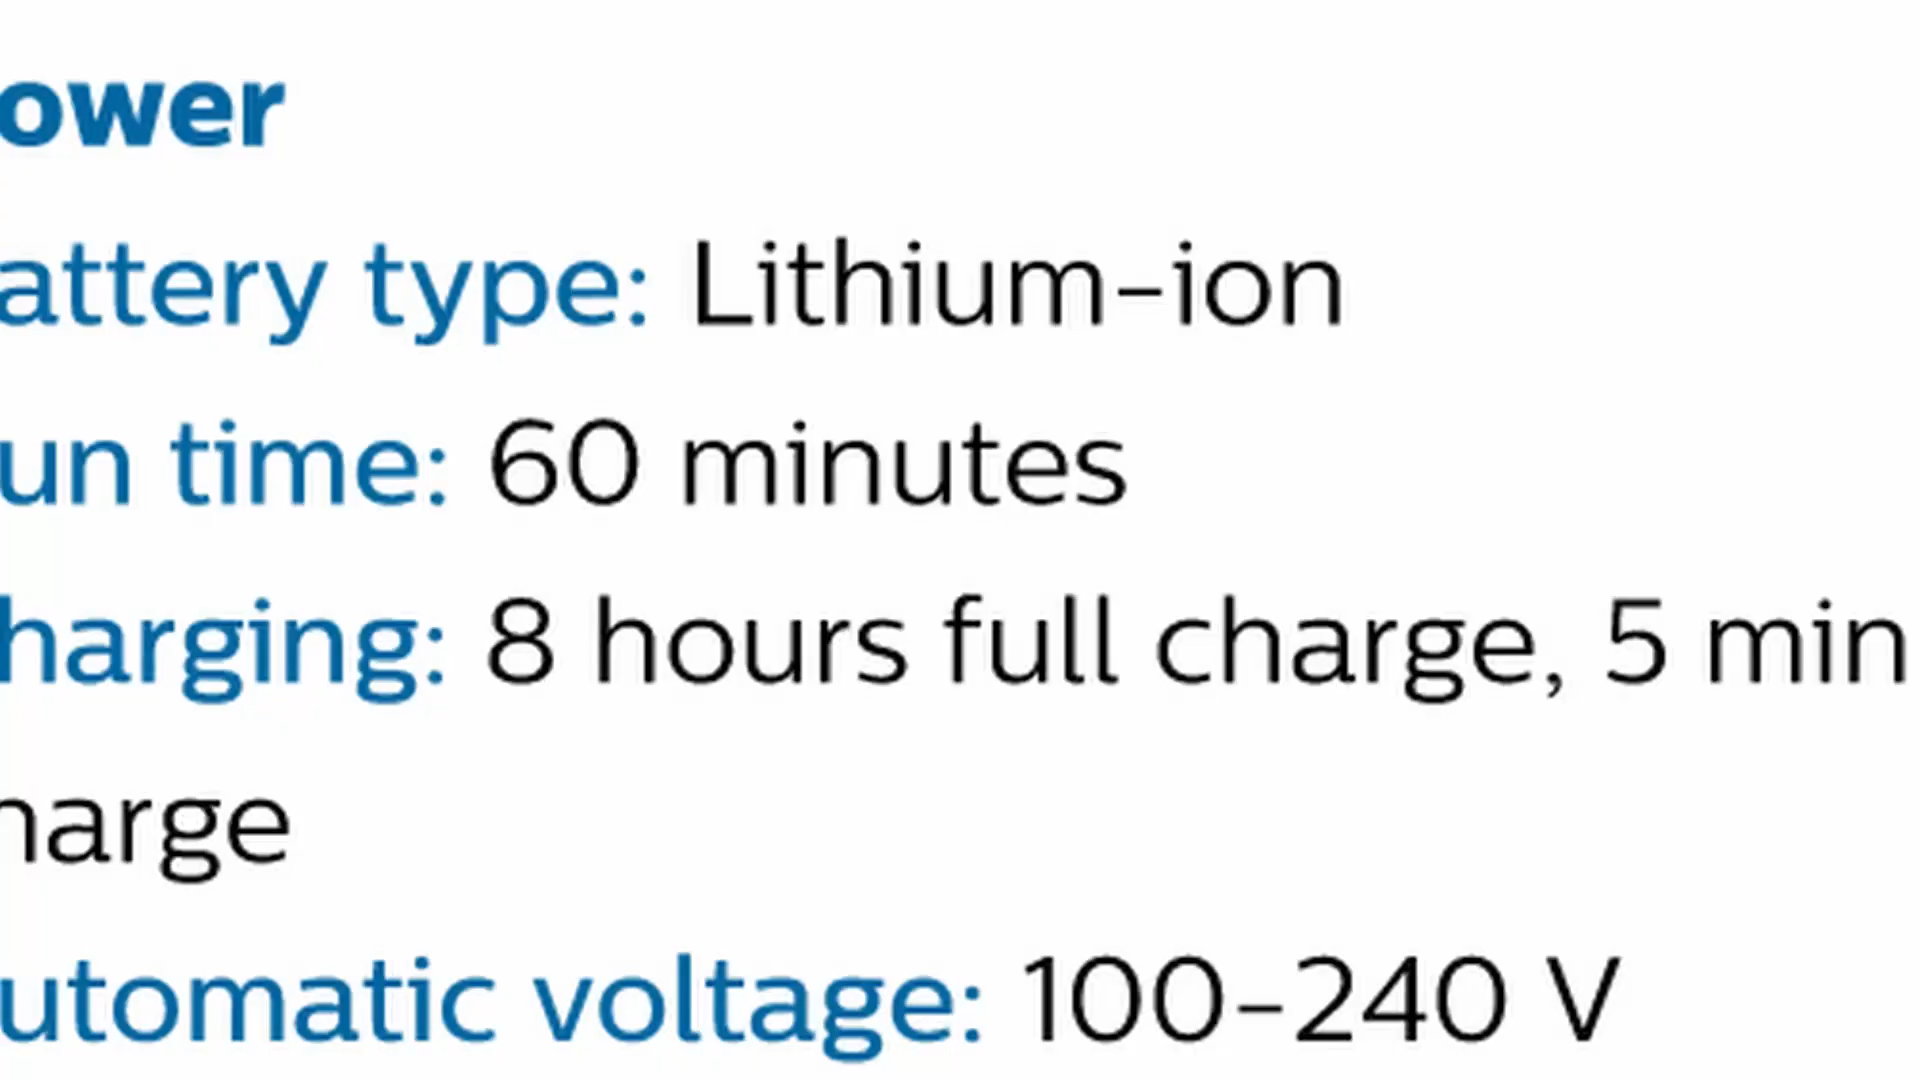 ower
attery type: Lithium-ion
un time: 60 minutes
harging: 8 hours full charge, 5 min
harge
utomatic voltage: 100-240 V